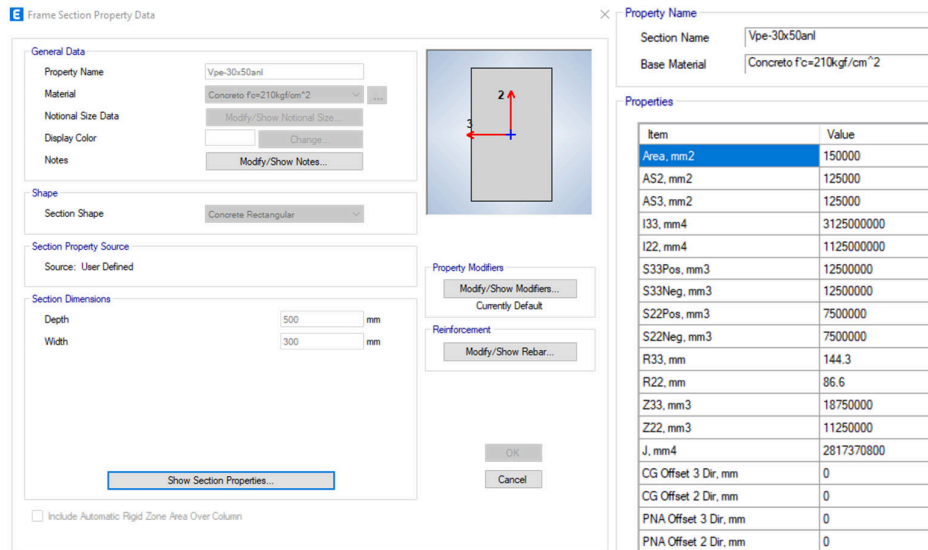 E Frame Section Property Data
General Data
Property Name Vpe-30x50anl
Material Concreto f'c=210kgf/cm^2 ...
Notional Size Data Modify/Show Notional Size...
Display Color Change...
Notes Modify/Show Notes...
Shape
Section Shape Concrete Rectangular
Section Property Source
Source: User Defined
Section Dimensions
Depth 500 mm
Width 300 mm
Show Section Properties...
Include Automatic Rigid Zone Area Over Column
2
3
Property Modifiers
Modify/Show Modifiers...
Currently Default
Reinforcement
Modify/Show Rebar...
OK
Cancel
Property Name
Section Name Vpe-30x50anl
Base Material Concreto f'c=210kgf/cm^2
Properties
Item Value
Area, mm2 150000
AS2, mm2 125000
AS3, mm2 125000
I33, mm4 3125000000
I22, mm4 1125000000
S33Pos, mm3 12500000
S33Neg, mm3 12500000
S22Pos, mm3 7500000
S22Neg, mm3 7500000
R33, mm 144.3
R22, mm 86.6
Z33, mm3 18750000
Z22, mm3 11250000
J, mm4 2817370800
CG Offset 3 Dir, mm 0
CG Offset 2 Dir, mm 0
PNA Offset 3 Dir, mm 0
PNA Offset 2 Dir, mm 0